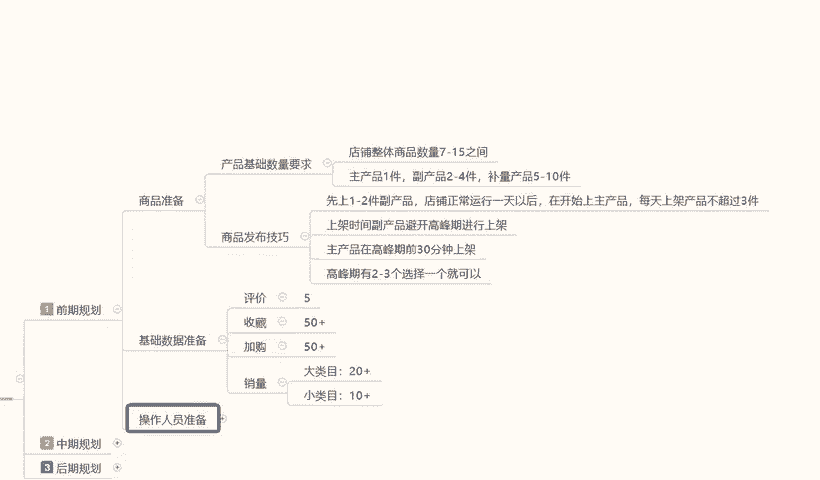 店铺整体商品数量7-15之间
产品基础数量要求
主产品1件，副产品2-4件，补量产品5-10件
商品准备
先上1-2件副产品，店铺正常运行一天以后，在开始上主产品，每天上架产品不超过3件
上架时间副产品避开高峰期进行上架
商品发布技巧
主产品在高峰期前30分钟上架
高峰期有2-3个选择一个就可以
评价 5
1 前期规划
收藏 50+
基础数据准备
加购 50+
大类目：20+
销量
小类目：10+
操作人员准备
2 中期规划
3 后期规划